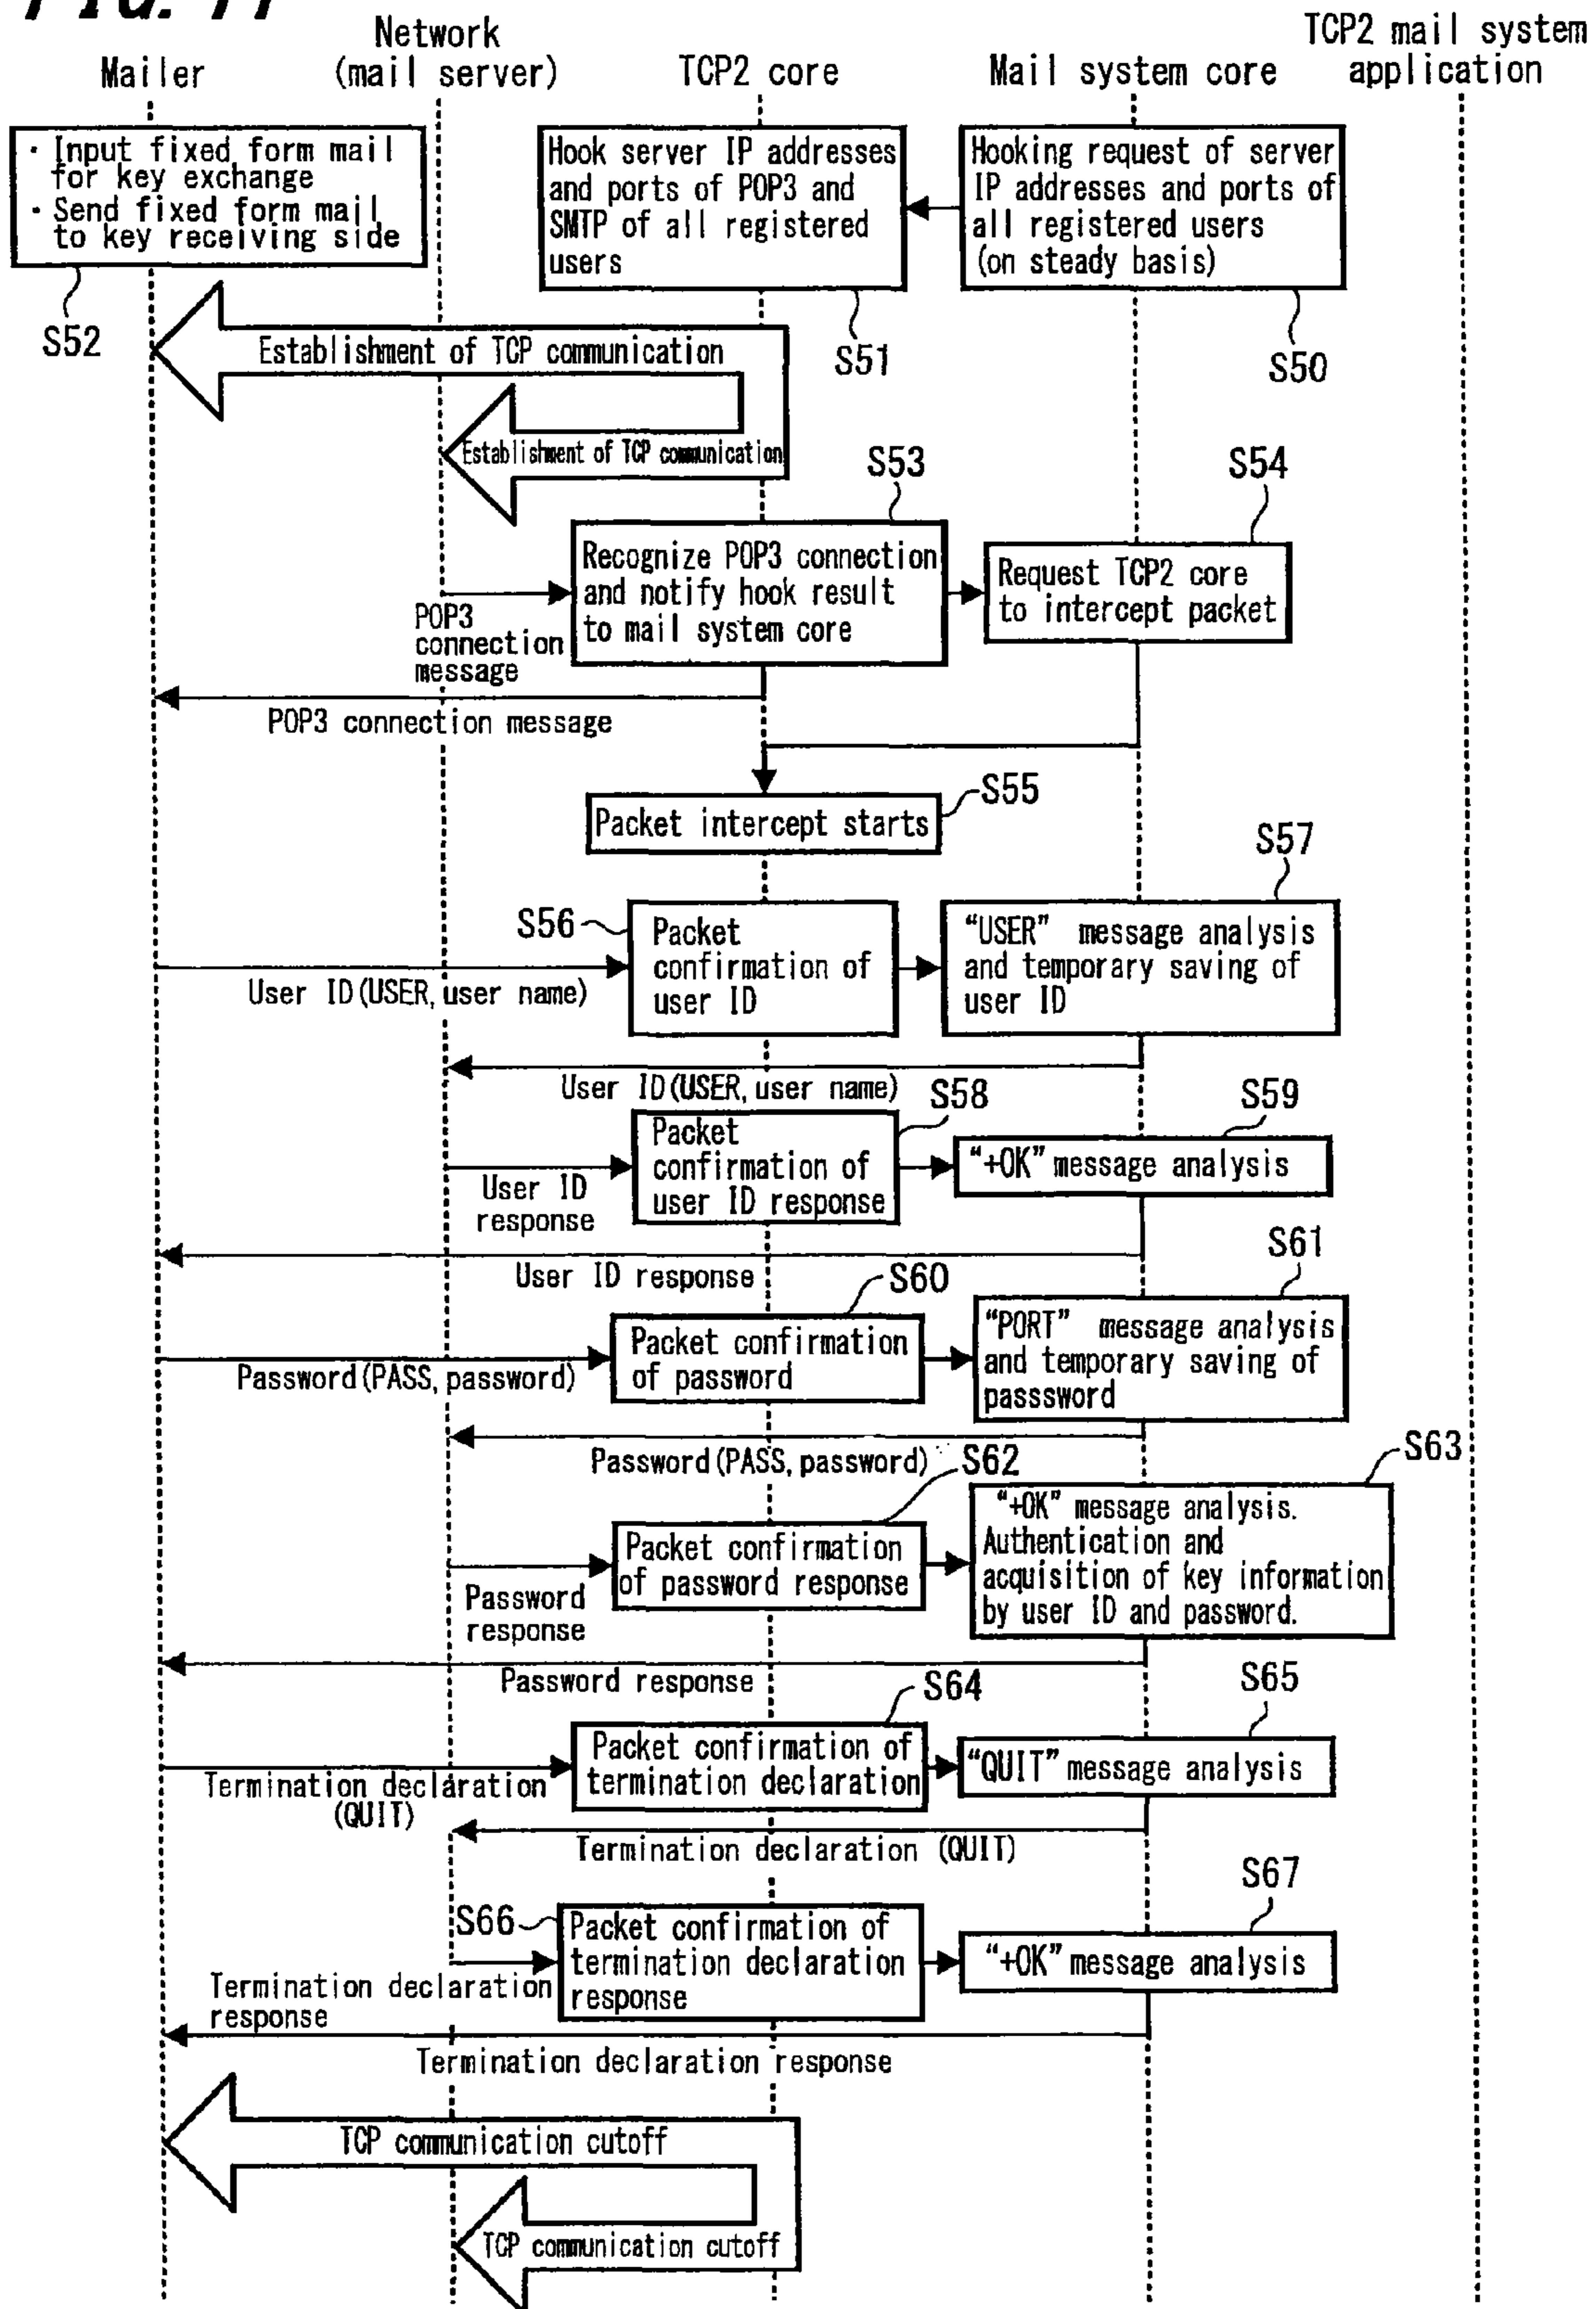 FIG. 11
Network
(mail server)
Mailer
TCP2 core
Mail system core
TCP2 mail system
application
· Input fixed form mail
for key exchange
· Send fixed form mail
to key receiving side
Hook server IP addresses
and ports of POP3 and
SMTP of all registered
users
Hooking request of server
IP addresses and ports of
all registered users
(on steady basis)
S52
S51
S50
Establishment of TCP communication
Establishment of TCP communication
S53
S54
Recognize POP3 connection
and notify hook result
to mail system core
Request TCP2 core
to intercept packet
POP3
connection
message
POP3 connection message
S55
Packet intercept starts
S57
S56
Packet
confirmation of
user ID
“USER” message analysis
and temporary saving of
user ID
User ID(USER, user name)
User ID(USER, user name)
S58
S59
Packet
confirmation of
user ID response
“+OK” message analysis
User ID
response
User ID response
S60
S61
Packet confirmation
of password
“PORT” message analysis
and temporary saving of
passsword
Password(PASS, password)
Password(PASS, password)
S62
S63
Packet confirmation
of password response
“+OK” message analysis.
Authentication and
acquisition of key information
by user ID and password.
Password
response
Password response
S64
S65
Packet confirmation of
termination declaration
“QUIT” message analysis
Termination declaration
(QUIT)
Termination declaration (QUIT)
S66
S67
Packet confirmation of
termination declaration
response
“+OK” message analysis
Termination declaration
response
Termination declaration response
TCP communication cutoff
TCP communication cutoff